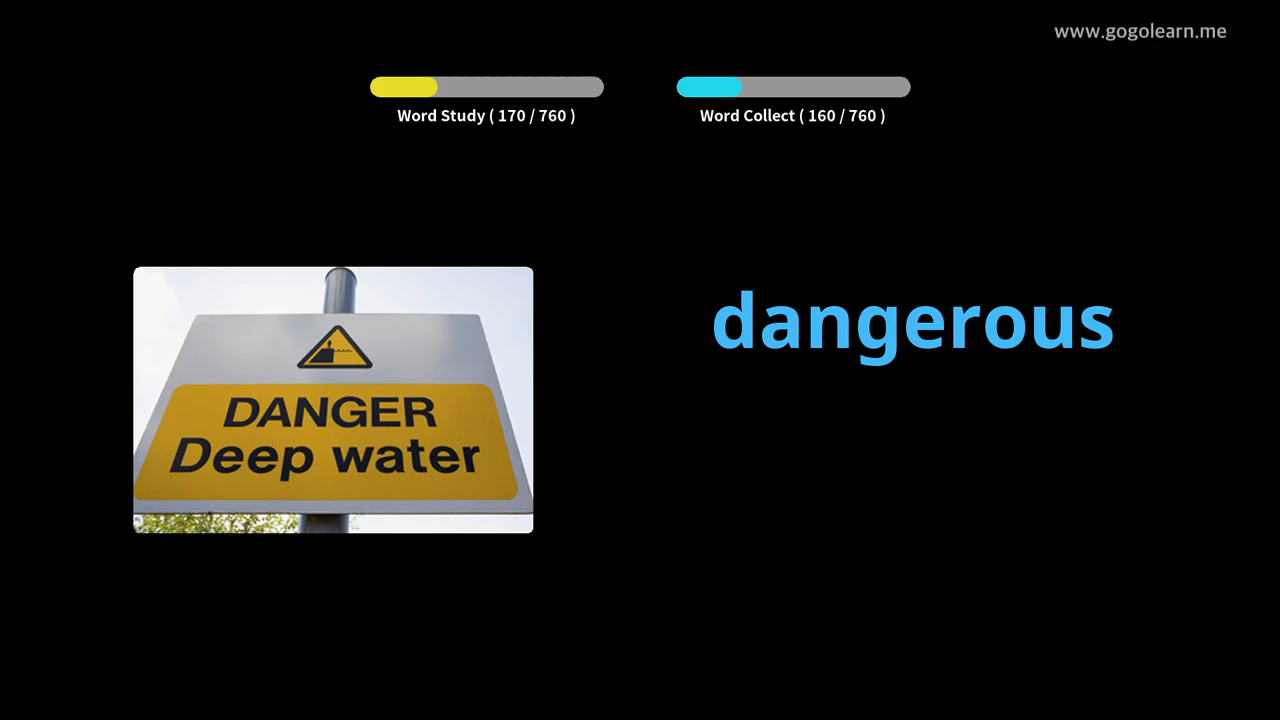 www.gogolearn.me
Word Study ( 170 / 760 )
Word Collect ( 160 / 760 )
dangerous
DANGER
Deep water